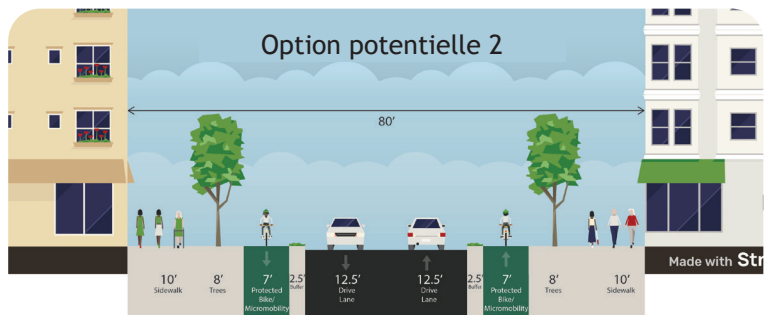 Option potentielle 2
80'
10'
Sidewalk
8'
Trees
7'
Protected
Bike/
Micromobility
2.5'
Buffer
12.5'
Drive
Lane
12.5'
Drive
Lane
2.5'
Buffer
7'
Protected
Bike/
Micromobility
8'
Trees
10'
Sidewalk
Made with Str